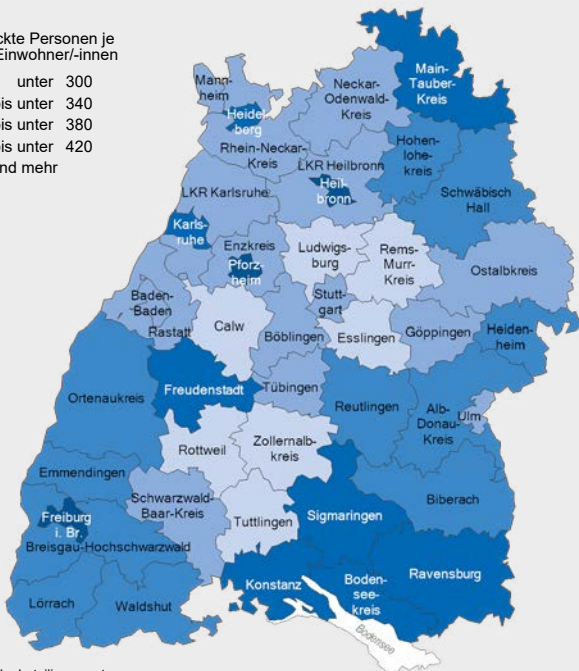 ckte Personen je
Einwohner/-innen
unter 300
bis unter 340
bis unter 380
bis unter 420
nd mehr
Main-
Tauber-
Kreis
Mann-
heim
Neckar-
Odenwald-
Kreis
Heidel-
berg
Rhein-Neckar-
Kreis
Hohen-
lohe-
kreis
LKR Heilbronn
Heil-
bronn
LKR Karlsruhe
Schwäbisch
Hall
Karls-
ruhe
Enzkreis
Ludwigs-
burg
Rems-
Murr-
Kreis
Pforz-
heim
Ostalbkreis
Baden-
Baden
Stutt-
gart
Rastatt
Calw
Böblingen
Esslingen
Göppingen
Heiden-
heim
Freudenstadt
Tübingen
Ortenaukreis
Reutlingen
Alb-
Donau-
Kreis
Ulm
Rottweil
Zollernalb-
kreis
Emmendingen
Schwarzwald-
Baar-Kreis
Biberach
Freiburg
i. Br.
Tuttlingen
Sigmaringen
Breisgau-Hochschwarzwald
Ravensburg
Konstanz
Boden-
see-
kreis
Lörrach
Waldshut
Bodensee